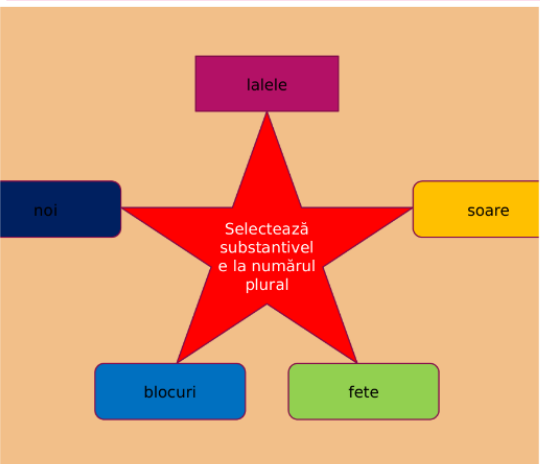 lalele
noi
soare
Selectează
substantivel
e la numărul
plural
blocuri
fete